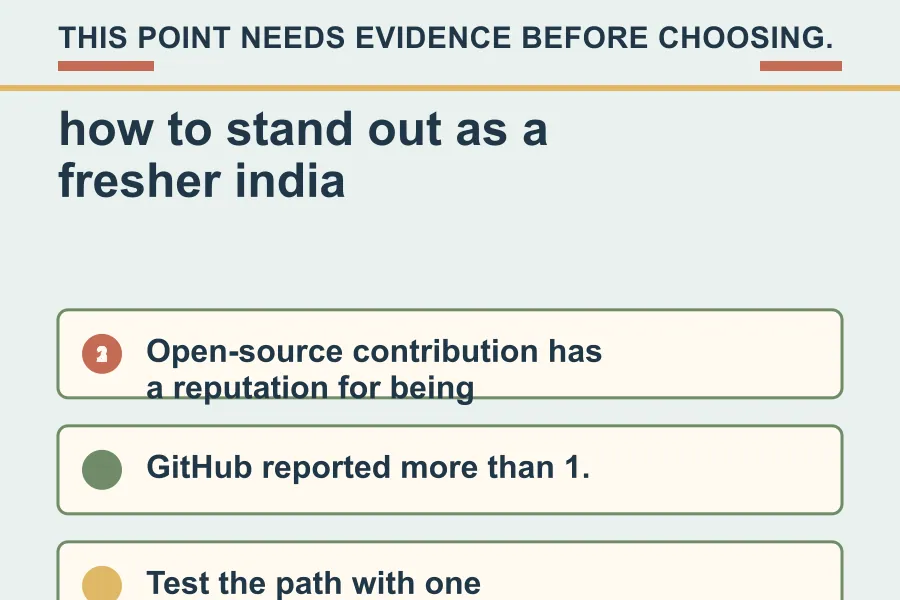 THIS POINT NEEDS EVIDENCE BEFORE CHOOSING.
how to stand out as a
fresher india
Open-source contribution has
a reputation for being
GitHub reported more than 1.
Test the path with one